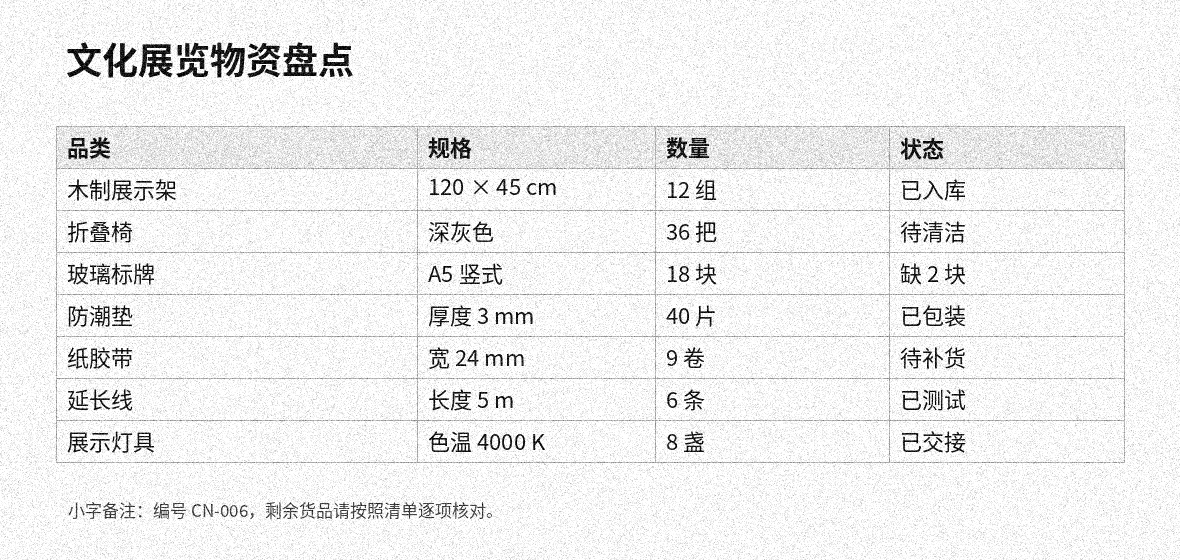 文化展览物资盘点
品类 规格 数量 状态
木制展示架 120 × 45 cm 12 组 已入库
折叠椅 深灰色 36 把 待清洁
玻璃标牌 A5 竖式 18 块 缺 2 块
防潮垫 厚度 3 mm 40 片 已包装
纸胶带 宽 24 mm 9 卷 待补货
延长线 长度 5 m 6 条 已测试
展示灯具 色温 4000 K 8 盏 已交接
小字备注：编号 CN-006，剩余货品请按照清单逐项核对。